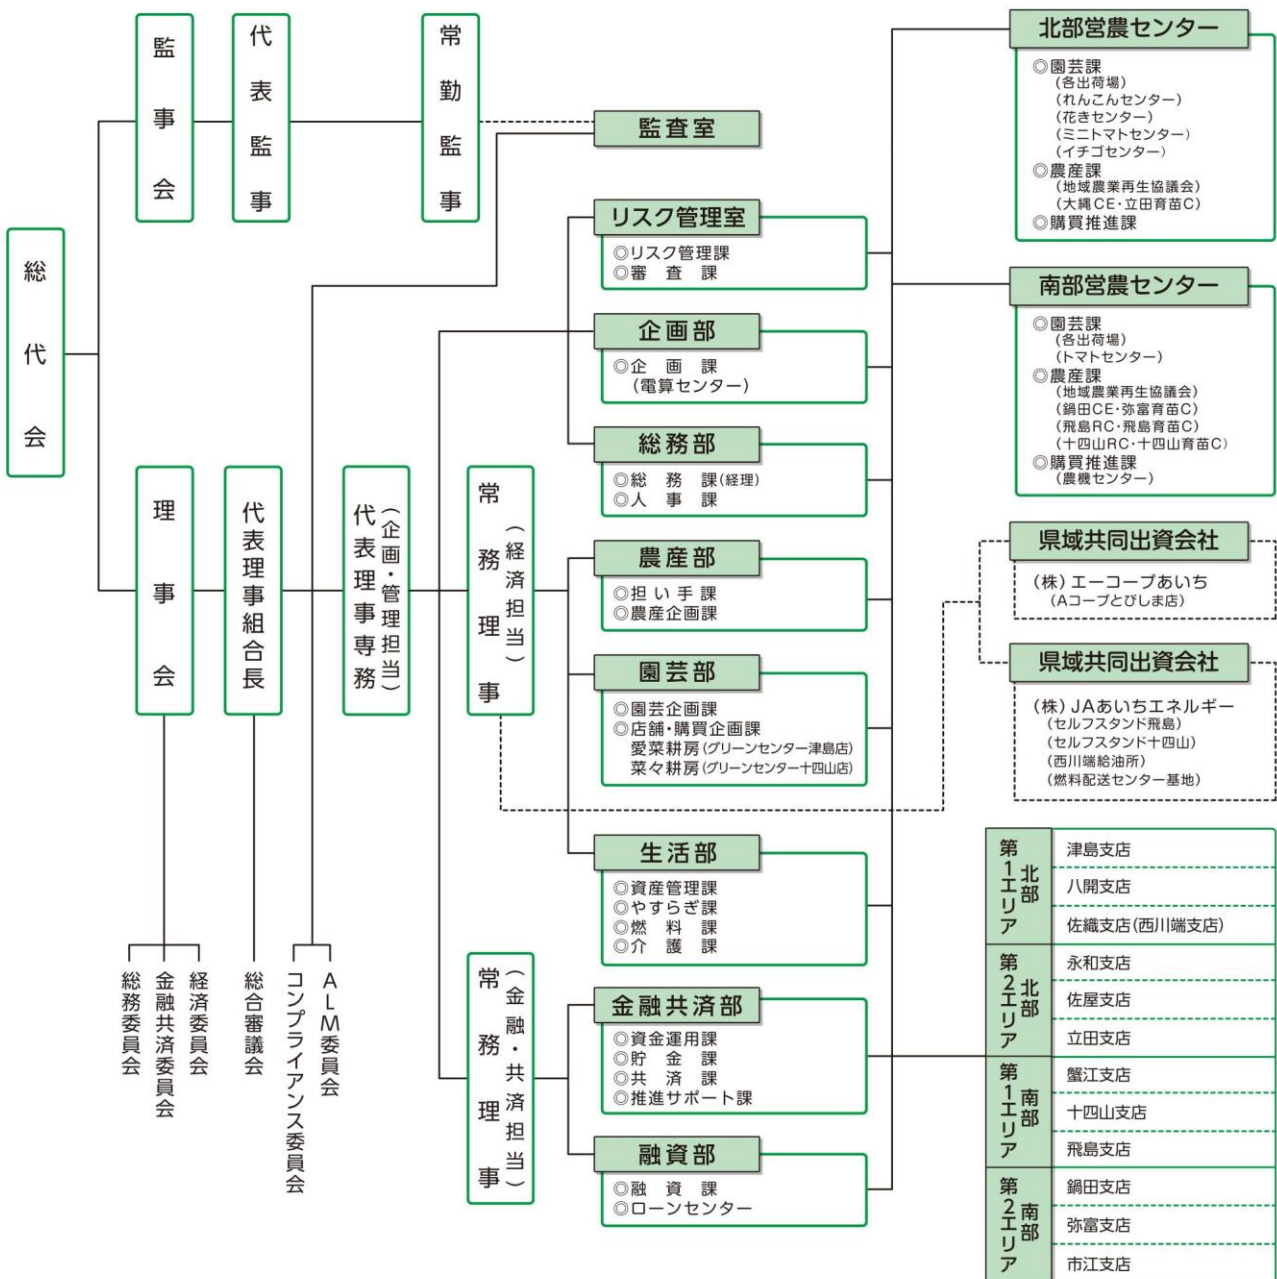 総代会
監事会
代表監事
常勤監事
監査室
理事会
代表理事組合長
代表理事専務
（企画・管理担当）
常務理事
（経済担当）
常務理事
（金融・共済担当）
総務委員会
金融共済委員会
経済委員会
総合審議会
コンプライアンス委員会
ALM委員会
リスク管理室
◎リスク管理課
◎審 査 課
企画部
◎企 画 課
(電算センター)
総務部
◎総 務 課(経理)
◎人 事 課
農産部
◎担い手課
◎農産企画課
園芸部
◎園芸企画課
◎店舗・購買企画課
愛菜耕房(グリーンセンター津島店)
菜々耕房(グリーンセンター十四山店)
生活部
◎資産管理課
◎やすらぎ課
◎燃 料 課
◎介 護 課
金融共済部
◎資金運用課
◎貯 金 課
◎共 済 課
◎推進サポート課
融資部
◎融 資 課
◎ローンセンター
北部営農センター
◎園芸課
(各出荷場)
(れんこんセンター)
(花きセンター)
(ミニトマトセンター)
(イチゴセンター)
◎農産課
(地域農業再生協議会)
(大縄CE・立田育苗C)
◎購買推進課
南部営農センター
◎園芸課
(各出荷場)
(トマトセンター)
◎農産課
(地域農業再生協議会)
(鍋田CE・弥富育苗C)
(飛島RC・飛島育苗C)
(十四山RC・十四山育苗C)
◎購買推進課
(農機センター)
県域共同出資会社
(株)エーコープあいち
(Aコープとびしま店)
県域共同出資会社
(株)JAあいちエネルギー
(セルフスタンド飛島)
(セルフスタンド十四山)
(西川端給油所)
(燃料配送センター基地)
北部
第1エリア
津島支店
八開支店
佐織支店(西川端支店)
北部
第2エリア
永和支店
佐屋支店
立田支店
南部
第1エリア
蟹江支店
十四山支店
飛島支店
南部
第2エリア
鍋田支店
弥富支店
市江支店